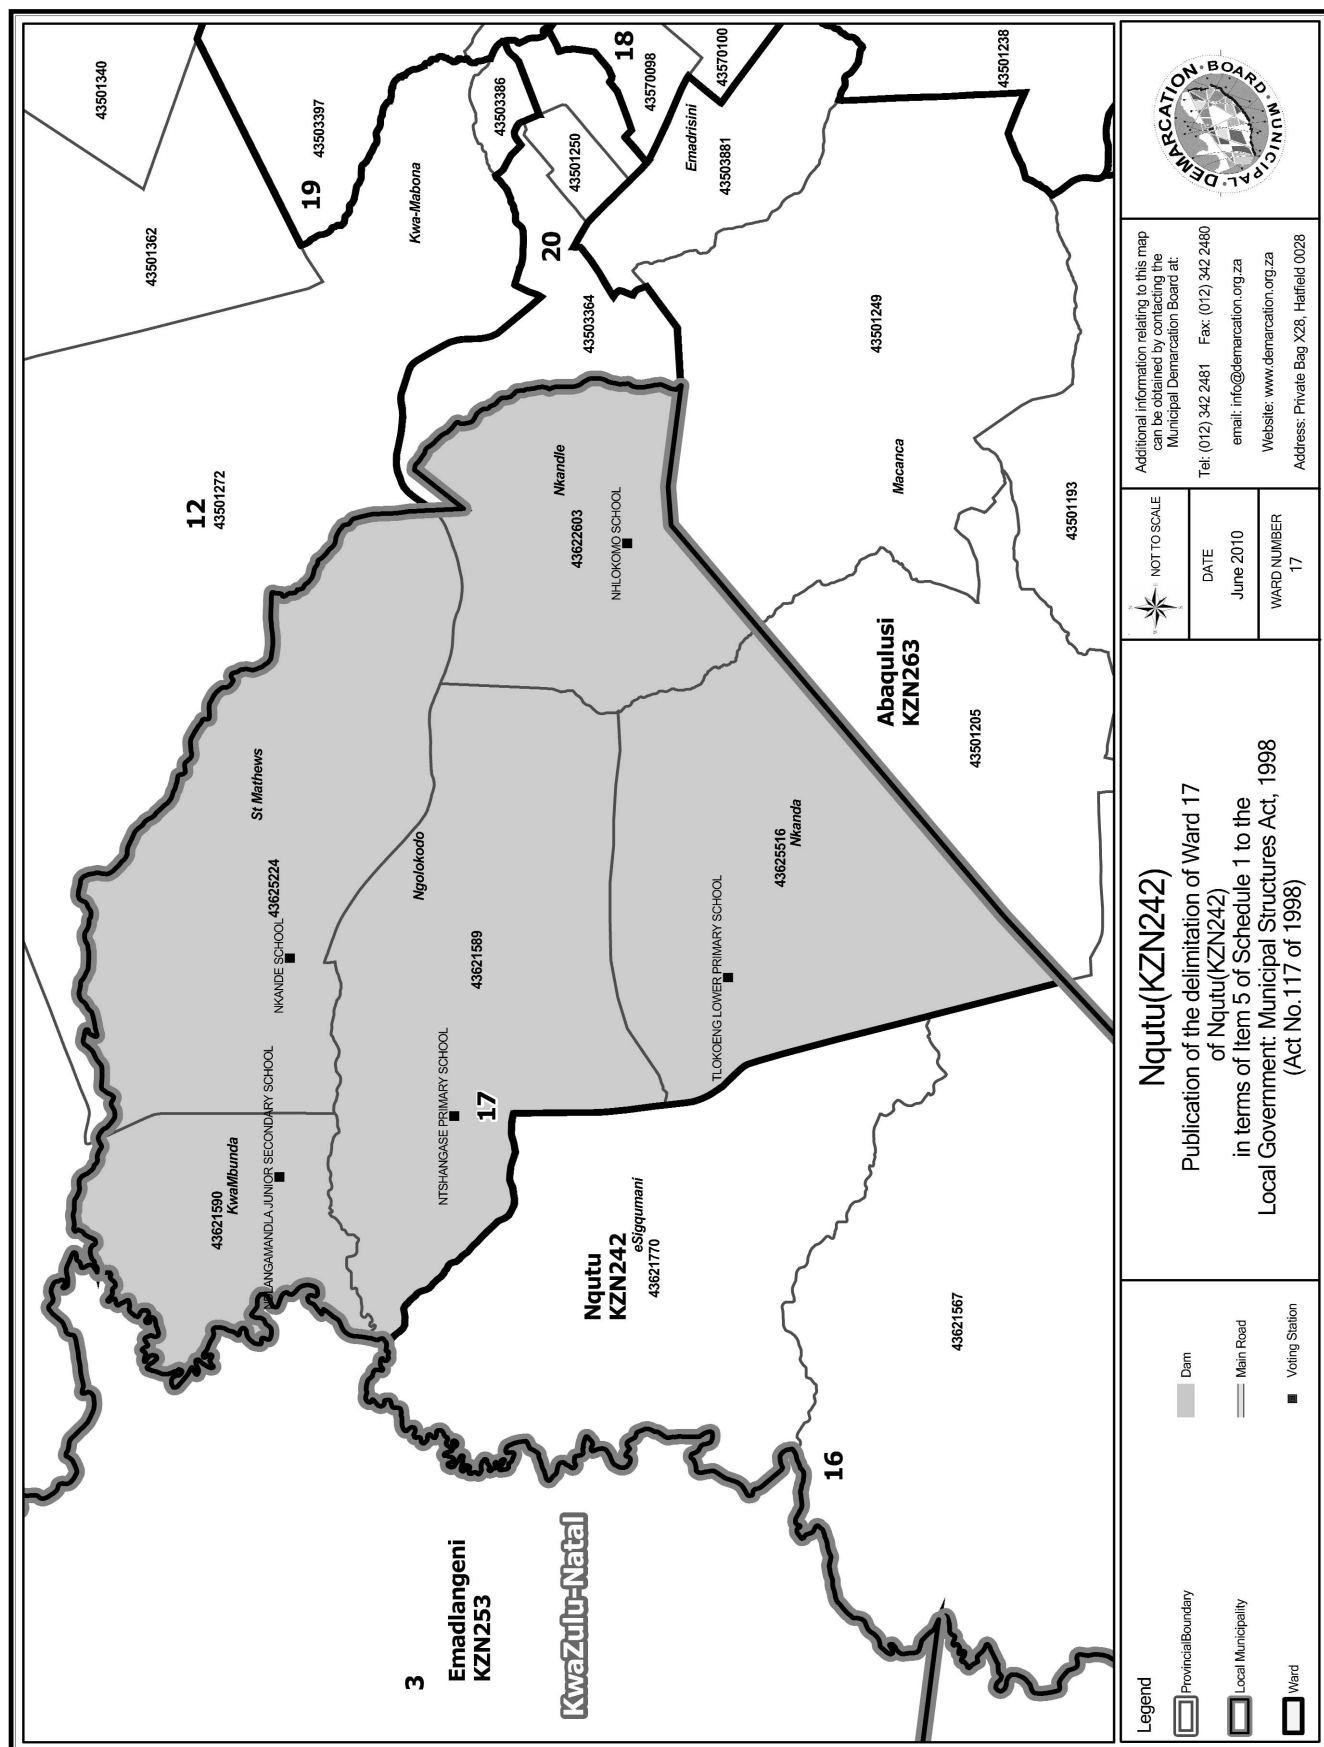 43501340
43501362
43503397
19
Kwa-Mabona
43503386
18
43570098
43570100
43501238
43501250
Emadrisini
43503881
20
43503364
43501249
12
43501272
Nkandle
43622603
NHLOKOMO SCHOOL
Macanca
43501193
Abaqulusi
KZN263
43501205
St Mathews
43625224
NKANDE SCHOOL
Ngolokodo
43621589
43625516
Nkanda
TLOKOENG LOWER PRIMARY SCHOOL
NTSHANGASE PRIMARY SCHOOL
17
43621590
KwaMbunda
NDLANGAMANDLA JUNIOR SECONDARY SCHOOL
Nqutu
KZN242
eSigqumani
43621770
43621567
16
3
Emadlangeni
KZN253
KwaZulu-Natal
Legend
ProvincialBoundary
Local Municipality
Ward
Dam
Main Road
Voting Station
Nqutu(KZN242)
Publication of the delimitation of Ward 17
of Nqutu(KZN242)
in terms of Item 5 of Schedule 1 to the
Local Government: Municipal Structures Act, 1998
(Act No.117 of 1998)
NOT TO SCALE
DATE
June 2010
WARD NUMBER
17
Additional information relating to this map
can be obtained by contacting the
Municipal Demarcation Board at:
Tel: (012) 342 2481 Fax: (012) 342 2480
email: info@demarcation.org.za
Website: www.demarcation.org.za
Address: Private Bag X28, Hatfield 0028
MUNICIPAL · DEMARCATION · BOARD ·